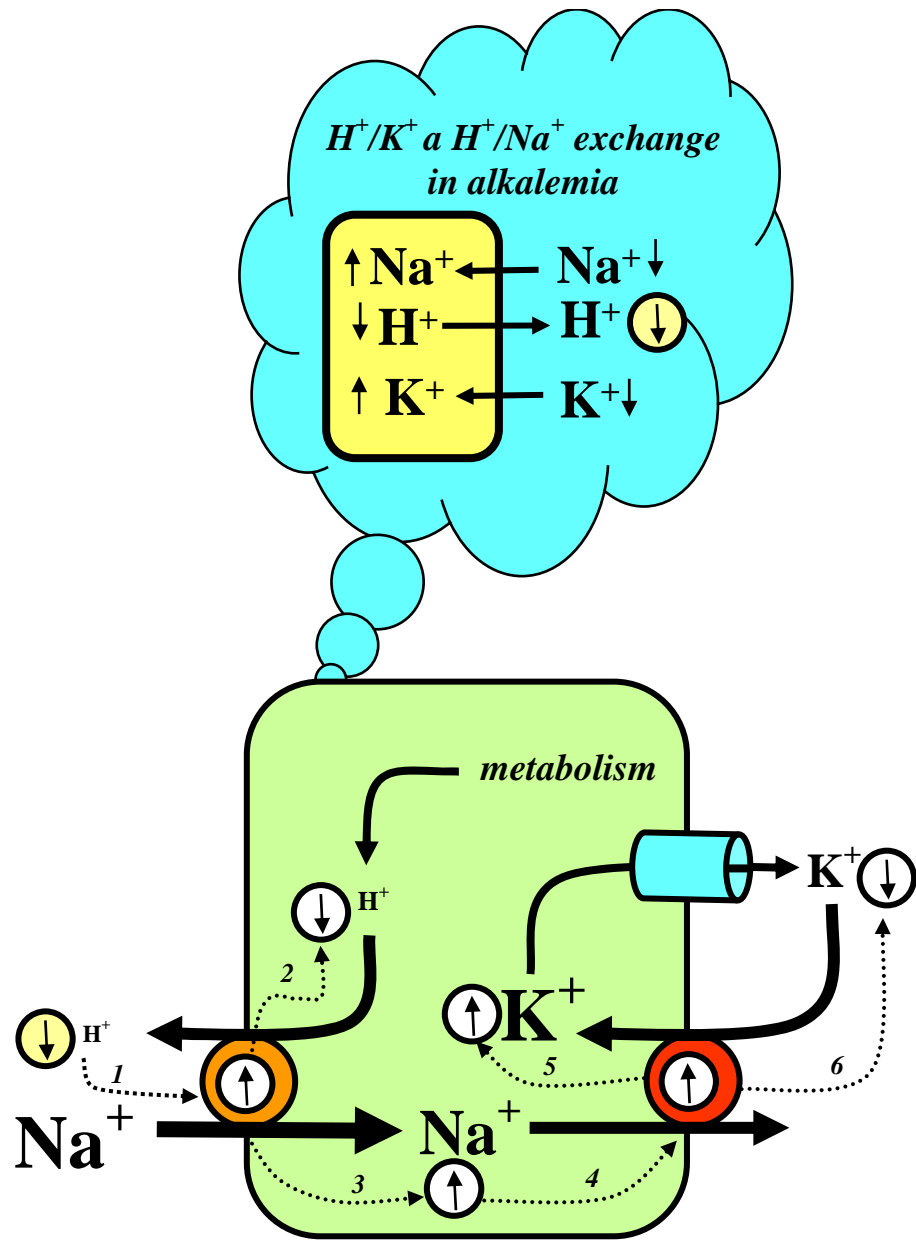 H⁺/K⁺ a H⁺/Na⁺ exchange
in alkalemia
↑ Na⁺ ← Na⁺ ↓
↓ H⁺ → H⁺ ↓
↑ K⁺ ← K⁺ ↓
metabolism
K⁺ ↓
↓ H⁺
2
↑ K⁺
↓ H⁺
1
5
6
↑
↑
Na⁺
Na⁺
3
↑
4